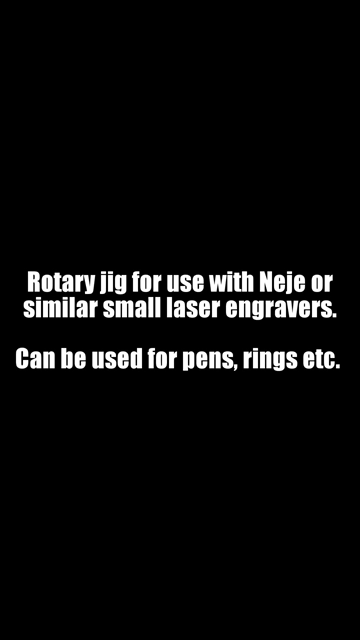 Rotary jig for use with Neje or
similar small laser engravers.
Can be used for pens, rings etc.